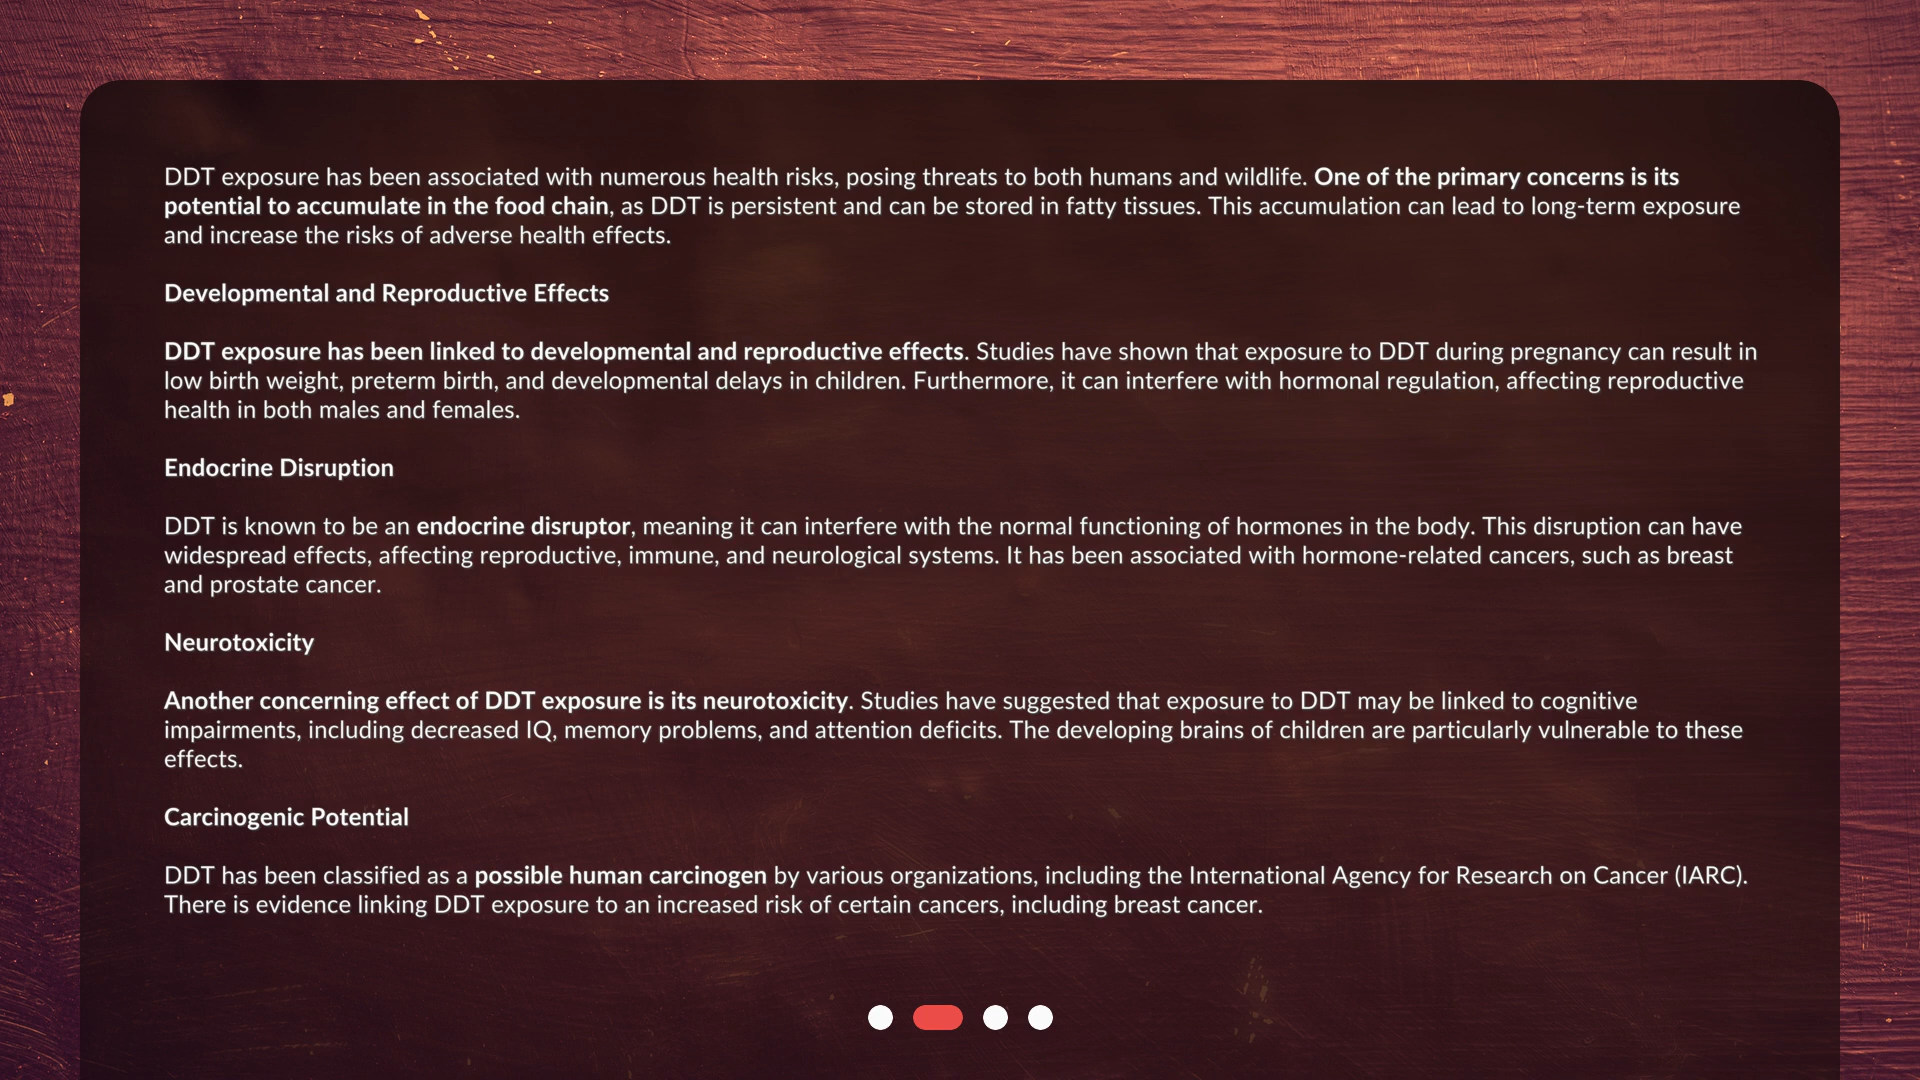 DDT exposure has been associated with numerous health risks, posing threats to both humans and wildlife. One of the primary concerns is its
potential to accumulate in the food chain, as DDT is persistent and can be stored in fatty tissues. This accumulation can lead to long-term exposure
and increase the risks of adverse health effects.
Developmental and Reproductive Effects
DDT exposure has been linked to developmental and reproductive effects. Studies have shown that exposure to DDT during pregnancy can result in
low birth weight, preterm birth, and developmental delays in children. Furthermore, it can interfere with hormonal regulation, affecting reproductive
health in both males and females.
Endocrine Disruption
DDT is known to be an endocrine disruptor, meaning it can interfere with the normal functioning of hormones in the body. This disruption can have
widespread effects, affecting reproductive, immune, and neurological systems. It has been associated with hormone-related cancers, such as breast
and prostate cancer.
Neurotoxicity
Another concerning effect of DDT exposure is its neurotoxicity. Studies have suggested that exposure to DDT may be linked to cognitive
impairments, including decreased IQ, memory problems, and attention deficits. The developing brains of children are particularly vulnerable to these
effects.
Carcinogenic Potential
DDT has been classified as a possible human carcinogen by various organizations, including the International Agency for Research on Cancer (IARC).
There is evidence linking DDT exposure to an increased risk of certain cancers, including breast cancer.